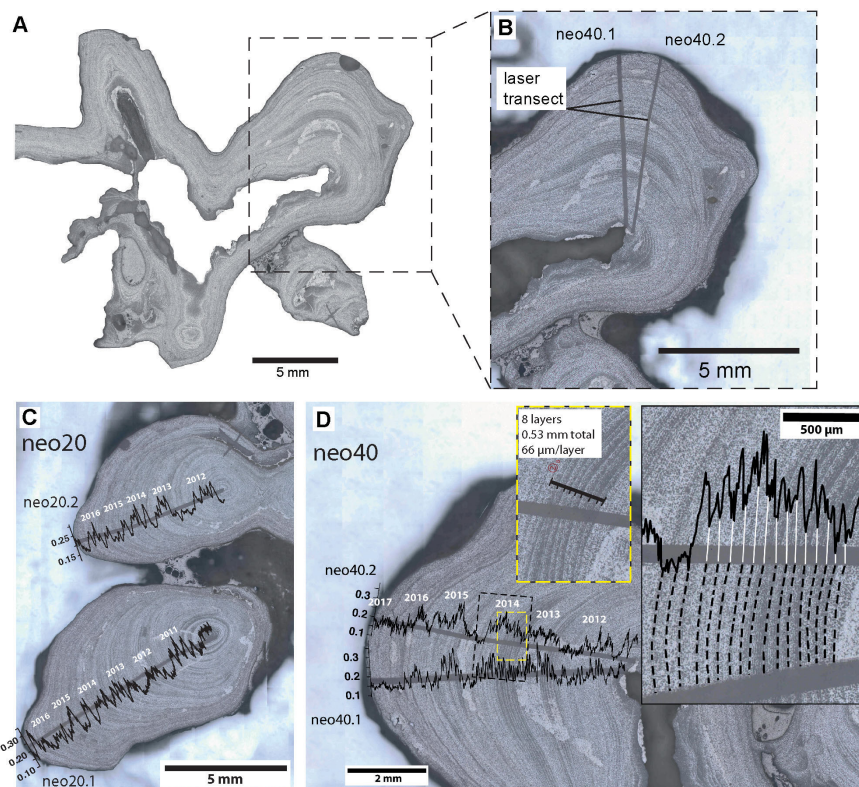 A
5 mm
B
neo40.1
neo40.2
laser
transect
5 mm
C
neo20
neo20.2
2016
2015
2014
2013
2012
0.25
0.15
2016
2015
2014
2013
2012
2011
0.30
0.20
0.10
neo20.1
5 mm
D
neo40
8 layers
0.53 mm total
66 µm/layer
500 µm
neo40.2
0.3
0.2
0.1
2017
2016
2015
2014
2013
2012
0.3
0.2
0.1
neo40.1
2 mm